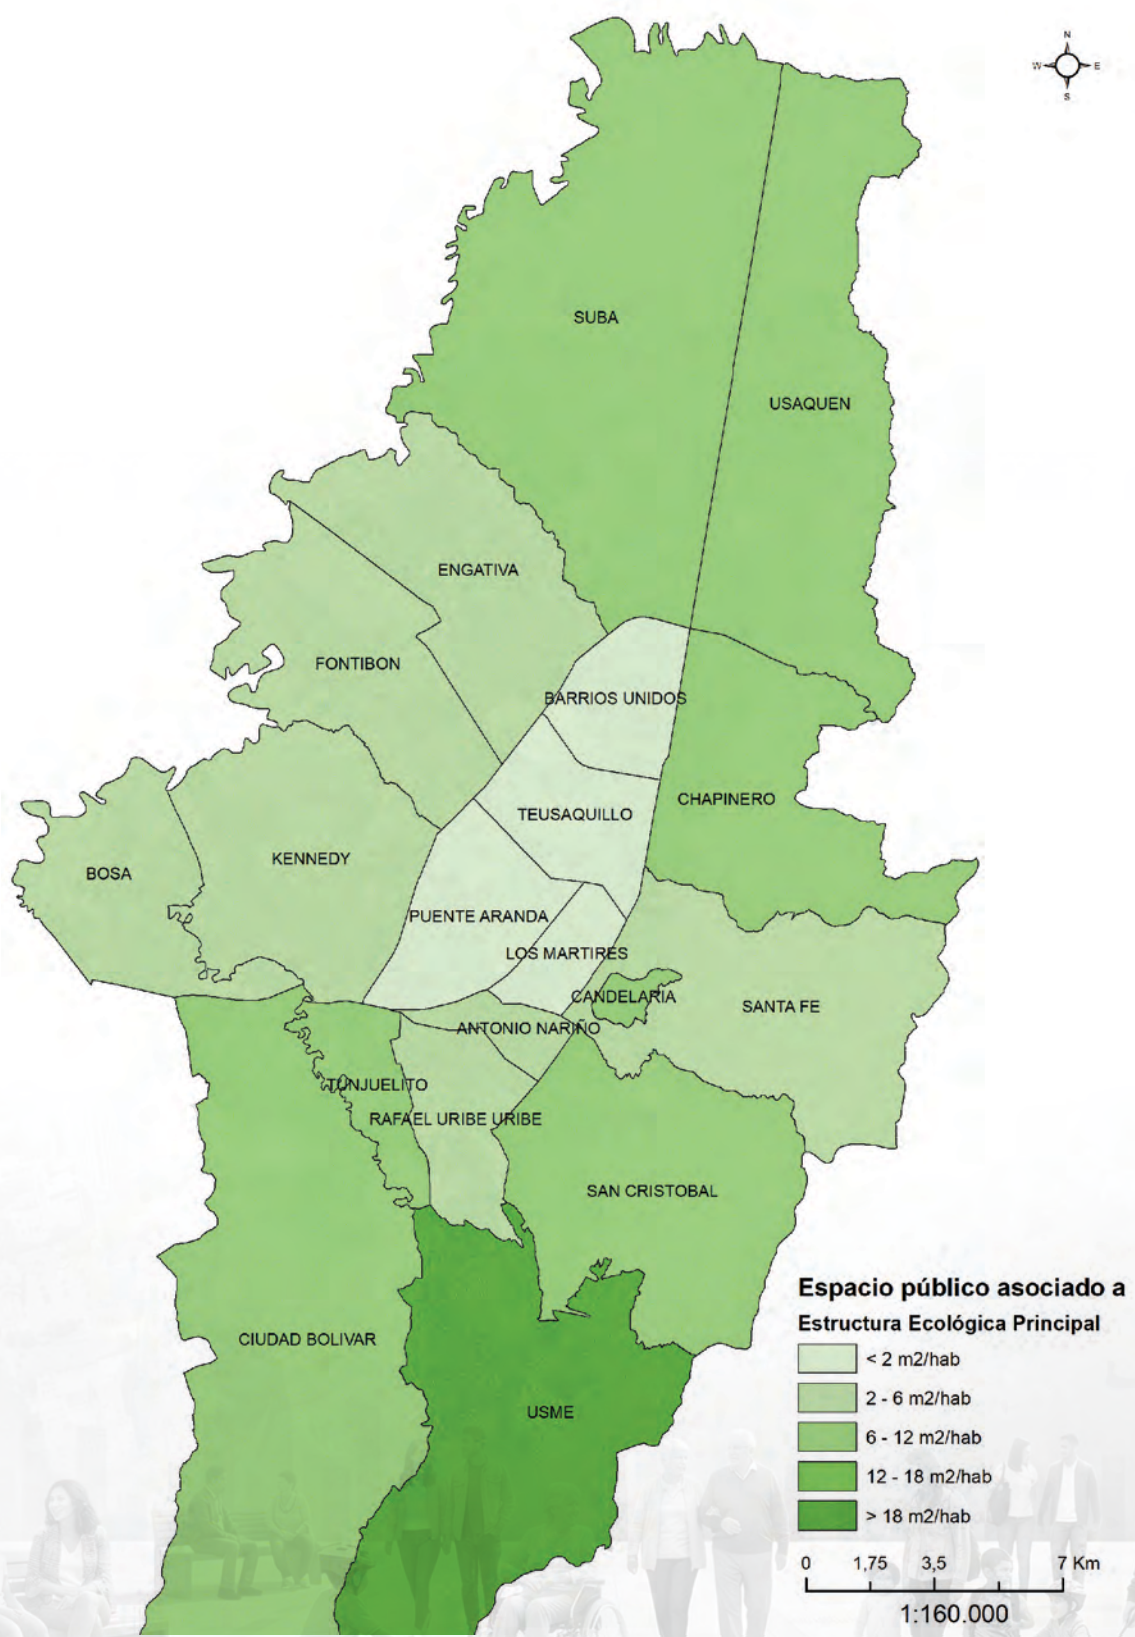 N
W E
S
SUBA
USAQUEN
ENGATIVA
FONTIBON
BARRIOS UNIDOS
CHAPINERO
TEUSAQUILLO
KENNEDY
BOSA
PUENTE ARANDA
LOS MARTIRES
CANDELARIA
SANTA FE
ANTONIO NARIÑO
TUNJUELITO
RAFAEL URIBE URIBE
SAN CRISTOBAL
CIUDAD BOLIVAR
USME
Espacio público asociado a
Estructura Ecológica Principal
< 2 m2/hab
2 - 6 m2/hab
6 - 12 m2/hab
12 - 18 m2/hab
> 18 m2/hab
0 1,75 3,5 7 Km
1:160.000